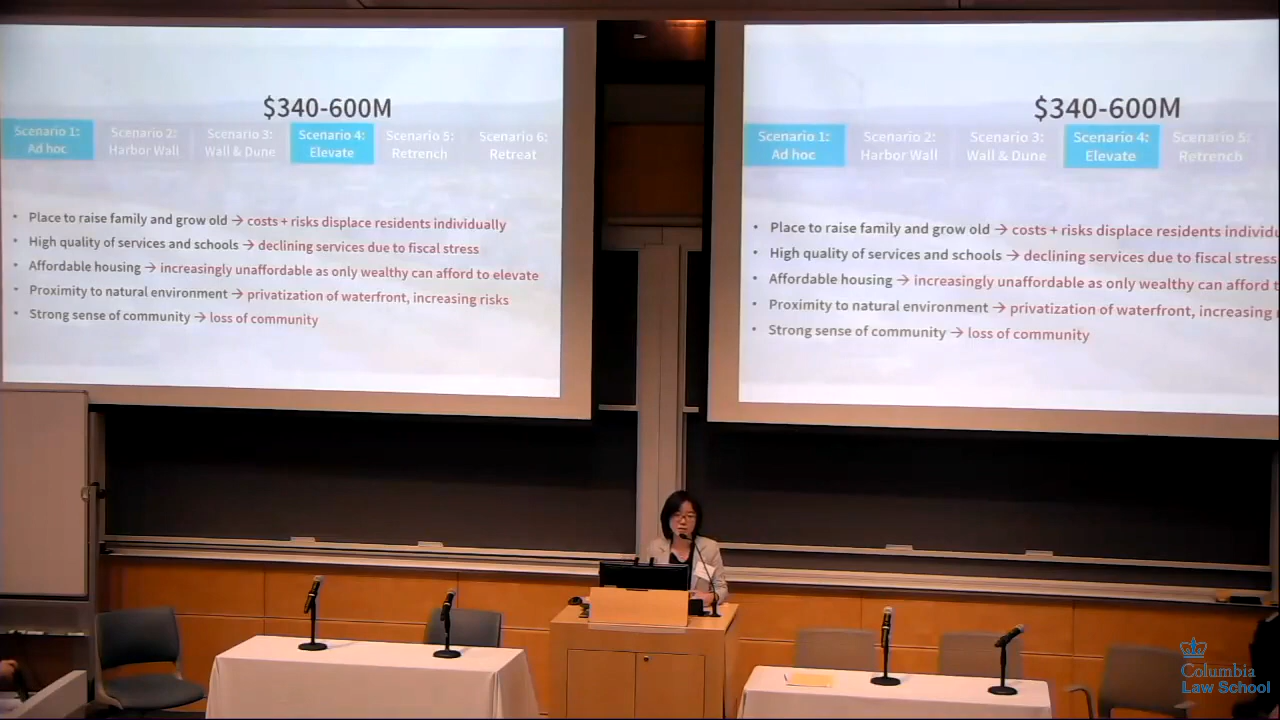 $340-600M
Scenario 1: Scenario 2: Scenario 3: Scenario 4: Scenario 5: Scenario 6:
Ad hoc Harbor Wall Wall & Dune Elevate Retrench Retreat
• Place to raise family and grow old → costs + risks displace residents individually
• High quality of services and schools → declining services due to fiscal stress
• Affordable housing → increasingly unaffordable as only wealthy can afford to elevate
• Proximity to natural environment → privatization of waterfront, increasing risks
• Strong sense of community → loss of community
$340-600M
Scenario 1: Scenario 2: Scenario 3: Scenario 4: Scenario 5:
Ad hoc Harbor Wall Wall & Dune Elevate Retrench
• Place to raise family and grow old → costs + risks displace residents individu
• High quality of services and schools → declining services due to fiscal stress
• Affordable housing → increasingly unaffordable as only wealthy can afford t
• Proximity to natural environment → privatization of waterfront, increasing
• Strong sense of community → loss of community
Columbia
Law School